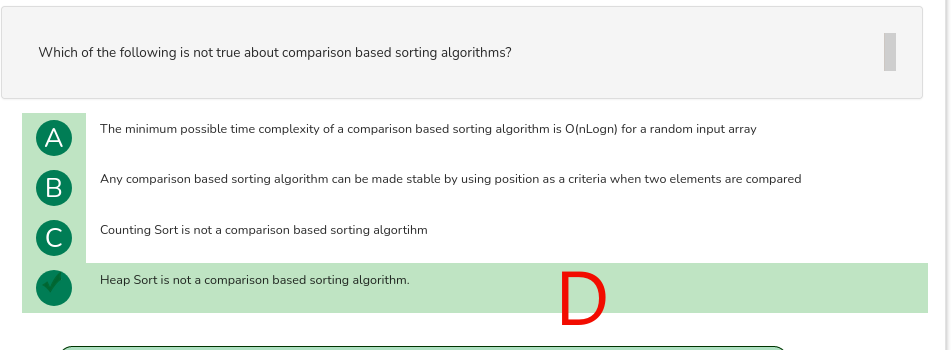 Which of the following is not true about comparison based sorting algorithms?
A The minimum possible time complexity of a comparison based sorting algorithm is O(nLogn) for a random input array
B Any comparison based sorting algorithm can be made stable by using position as a criteria when two elements are compared
C Counting Sort is not a comparison based sorting algortihm
Heap Sort is not a comparison based sorting algorithm.
D